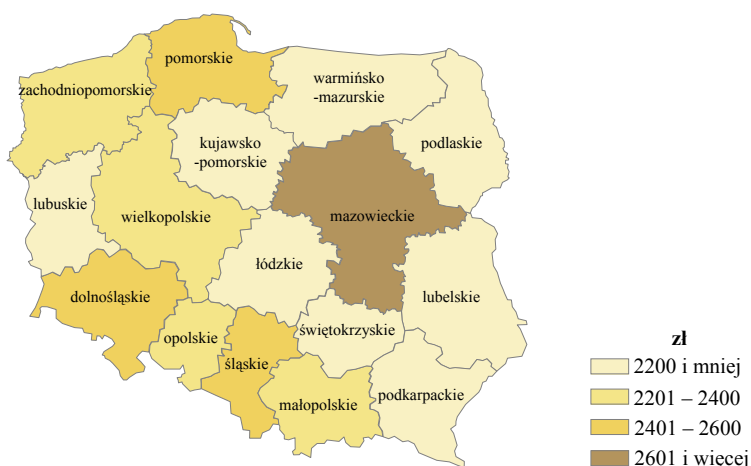 pomorskie
warmińsko
-mazurskie
zachodniopomorskie
kujawsko
-pomorskie
podlaskie
lubuskie
wielkopolskie
mazowieckie
łódzkie
dolnośląskie
lubelskie
opolskie
świętokrzyskie
śląskie
małopolskie
podkarpackie
zł
2200 i mniej
2201 – 2400
2401 – 2600
2601 i więcej